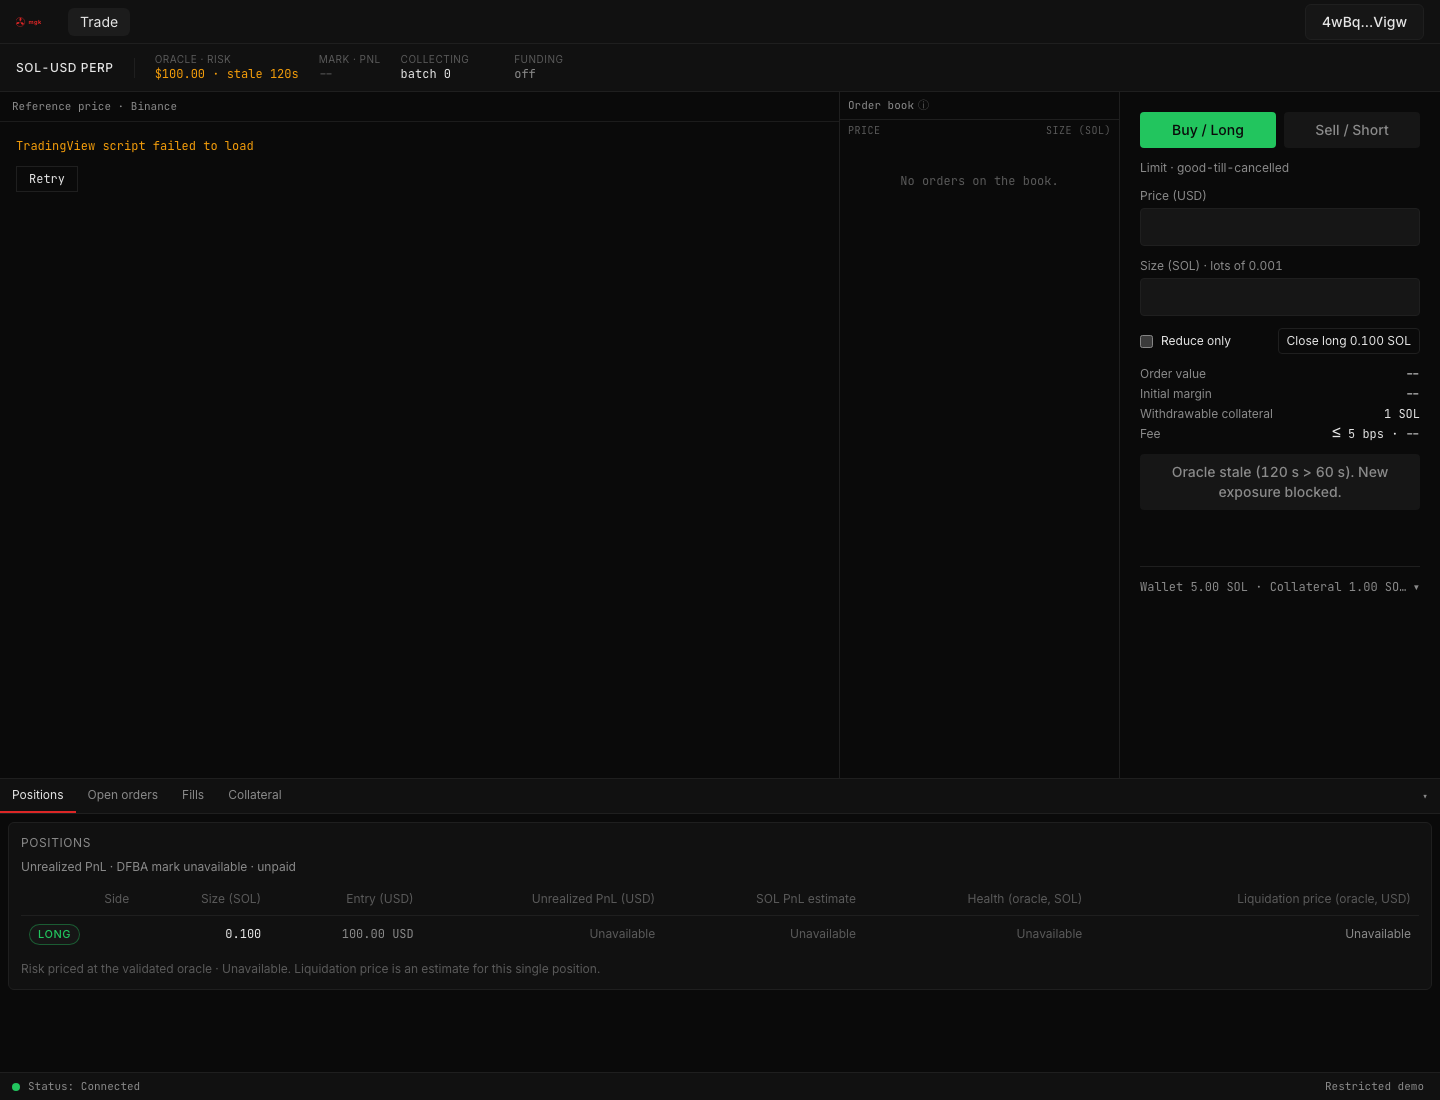 Trade
4wBq...Vigw
SOL-USD PERP
ORACLE · RISK
$100.00 · stale 120s
MARK · PNL
--
COLLECTING
batch 0
FUNDING
off
Reference price · Binance
TradingView script failed to load
Retry
Order book ⓘ
PRICE SIZE (SOL)
No orders on the book.
Buy / Long
Sell / Short
Limit · good-till-cancelled
Price (USD)
Size (SOL) · lots of 0.001
Reduce only
Close long 0.100 SOL
Order value --
Initial margin --
Withdrawable collateral 1 SOL
Fee ≤ 5 bps · --
Oracle stale (120 s > 60 s). New
exposure blocked.
Wallet 5.00 SOL · Collateral 1.00 SO… ▾
Positions Open orders Fills Collateral
POSITIONS
Unrealized PnL · DFBA mark unavailable · unpaid
Side Size (SOL) Entry (USD) Unrealized PnL (USD) SOL PnL estimate Health (oracle, SOL) Liquidation price (oracle, USD)
LONG 0.100 100.00 USD Unavailable Unavailable Unavailable Unavailable
Risk priced at the validated oracle · Unavailable. Liquidation price is an estimate for this single position.
Status: Connected
Restricted demo